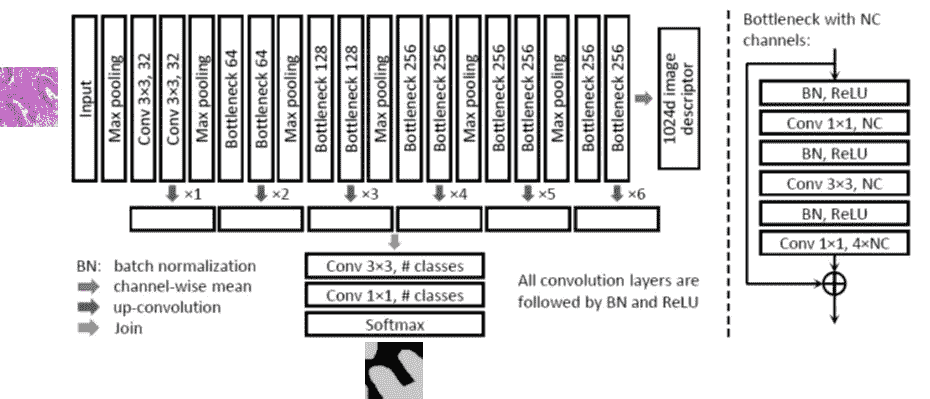 Input
Max pooling
Conv 3×3, 32
Conv 3×3, 32
Max pooling
Bottleneck 64
Bottleneck 64
Max pooling
Bottleneck 128
Bottleneck 128
Max pooling
Bottleneck 256
Bottleneck 256
Max pooling
Bottleneck 256
Bottleneck 256
Max pooling
Bottleneck 256
Bottleneck 256
1024d image
descriptor
×1
×2
×3
×4
×5
×6
Conv 3×3, # classes
Conv 1×1, # classes
Softmax
BN: batch normalization
channel-wise mean
up-convolution
Join
All convolution layers are
followed by BN and ReLU
Bottleneck with NC
channels:
BN, ReLU
Conv 1×1, NC
BN, ReLU
Conv 3×3, NC
BN, ReLU
Conv 1×1, 4×NC